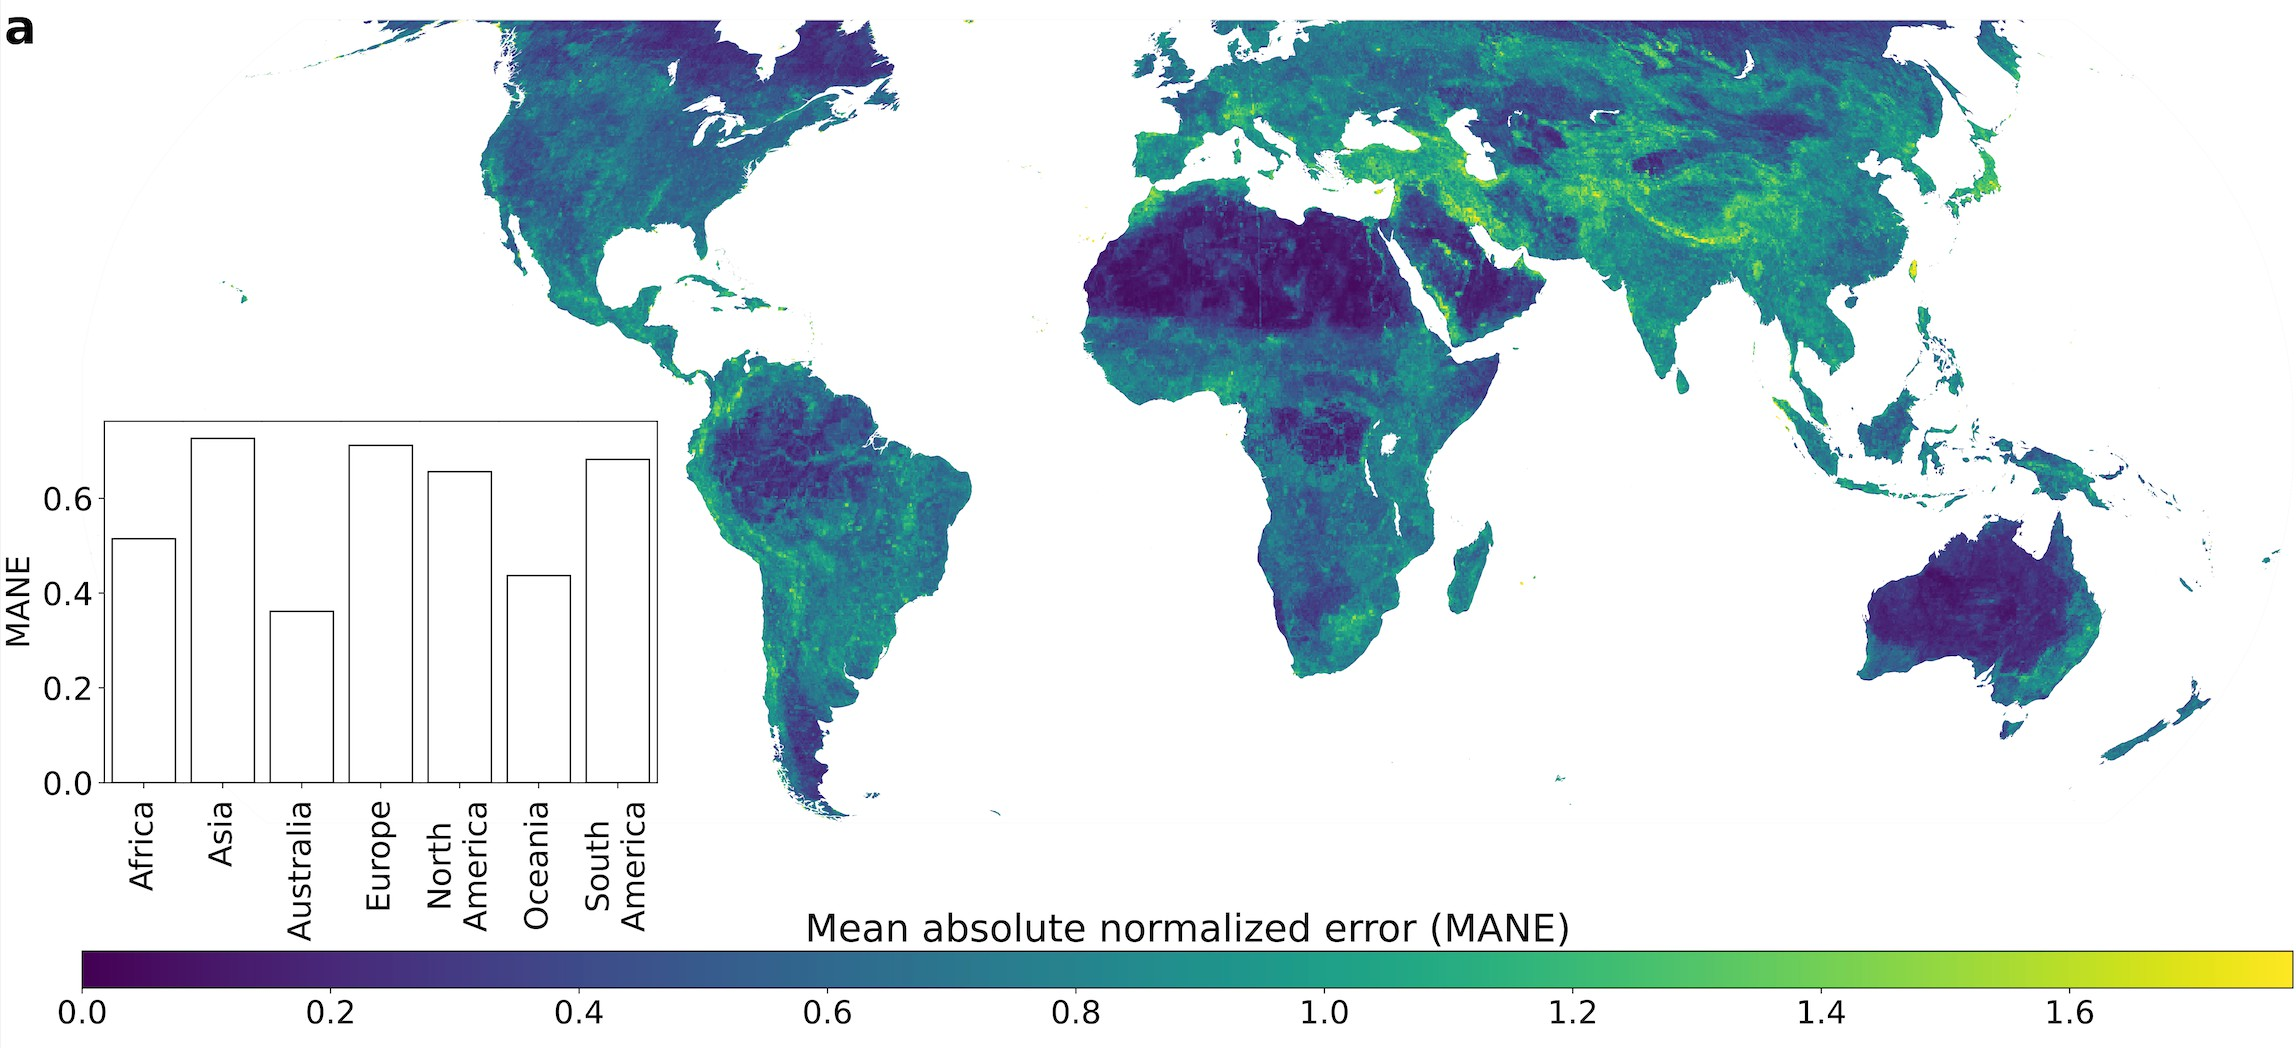 a
MANE
0.6
0.4
0.2
0.0
Africa
Asia
Australia
Europe
North
America
Oceania
South
America
Mean absolute normalized error (MANE)
0.0 0.2 0.4 0.6 0.8 1.0 1.2 1.4 1.6